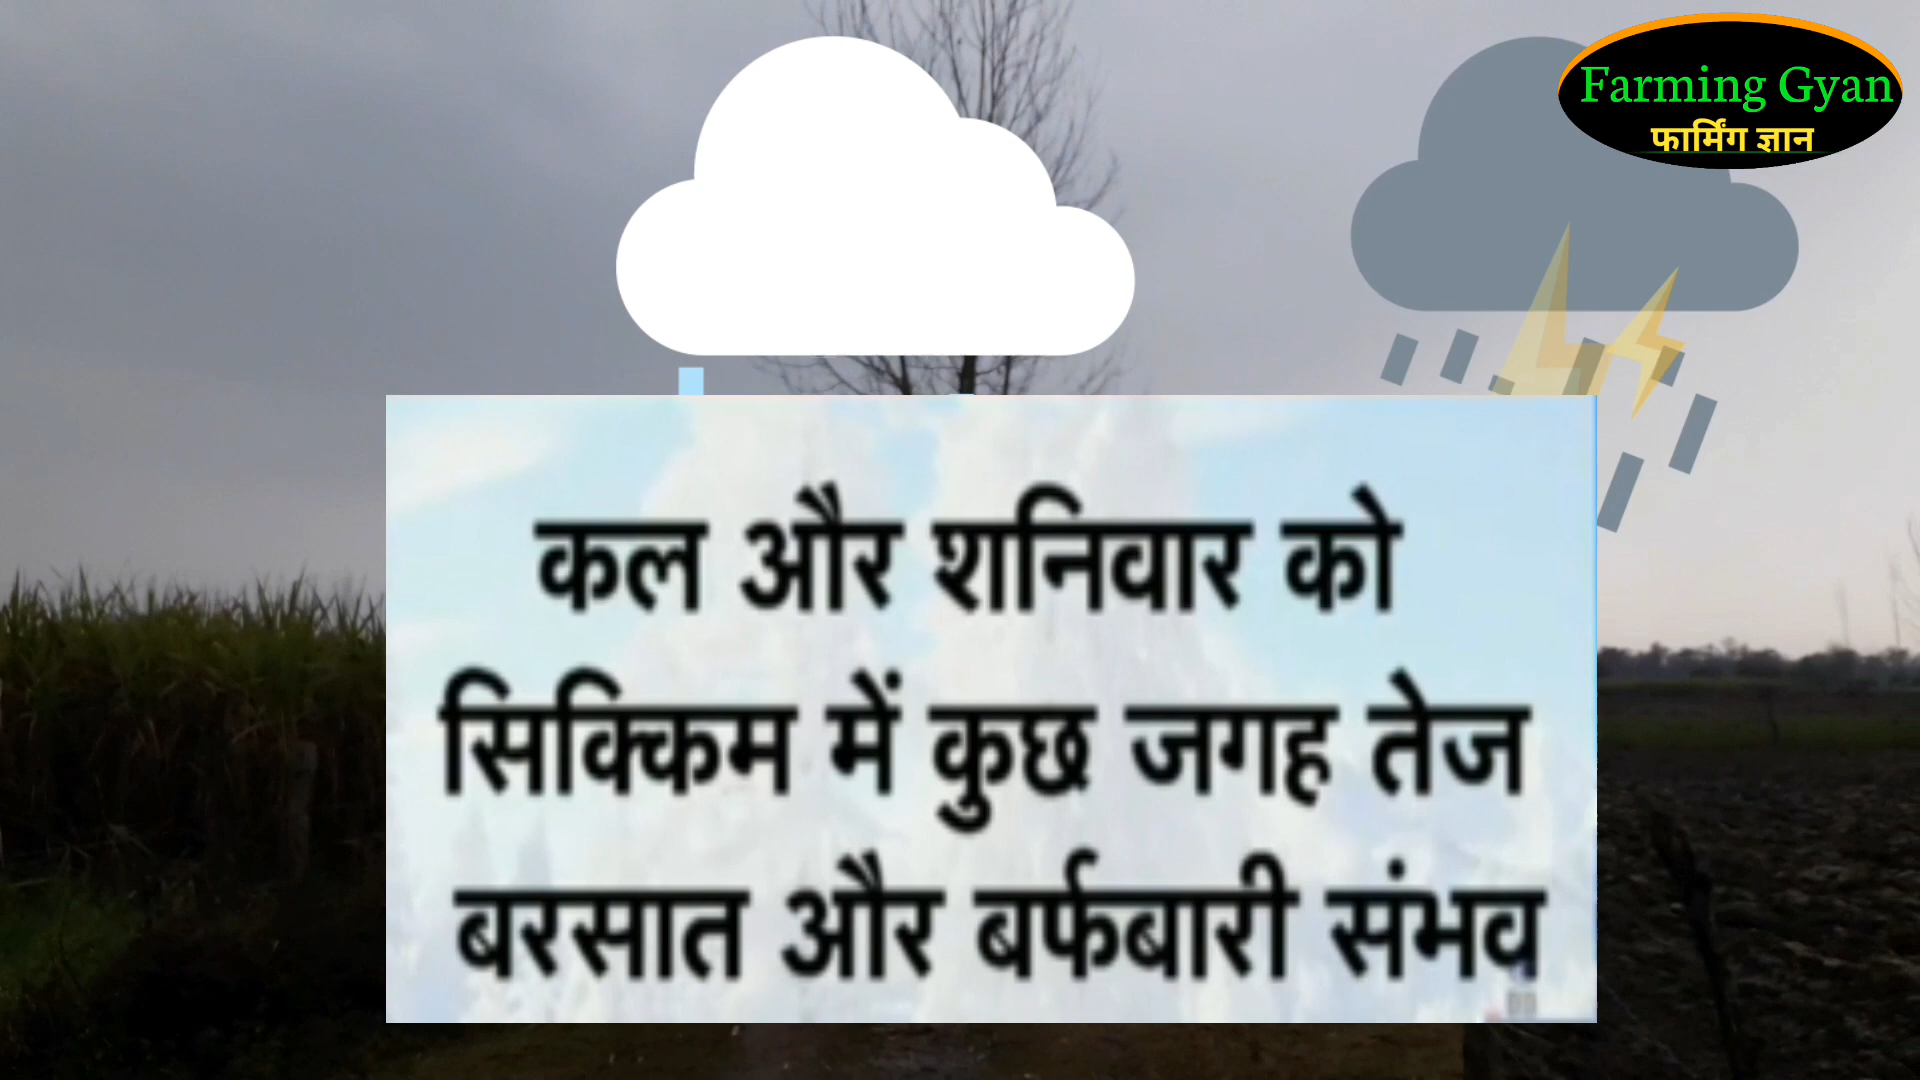 Farming Gyan
फार्मिंग ज्ञान
कल और शनिवार को
सिक्किम में कुछ जगह तेज
बरसात और बर्फबारी संभव